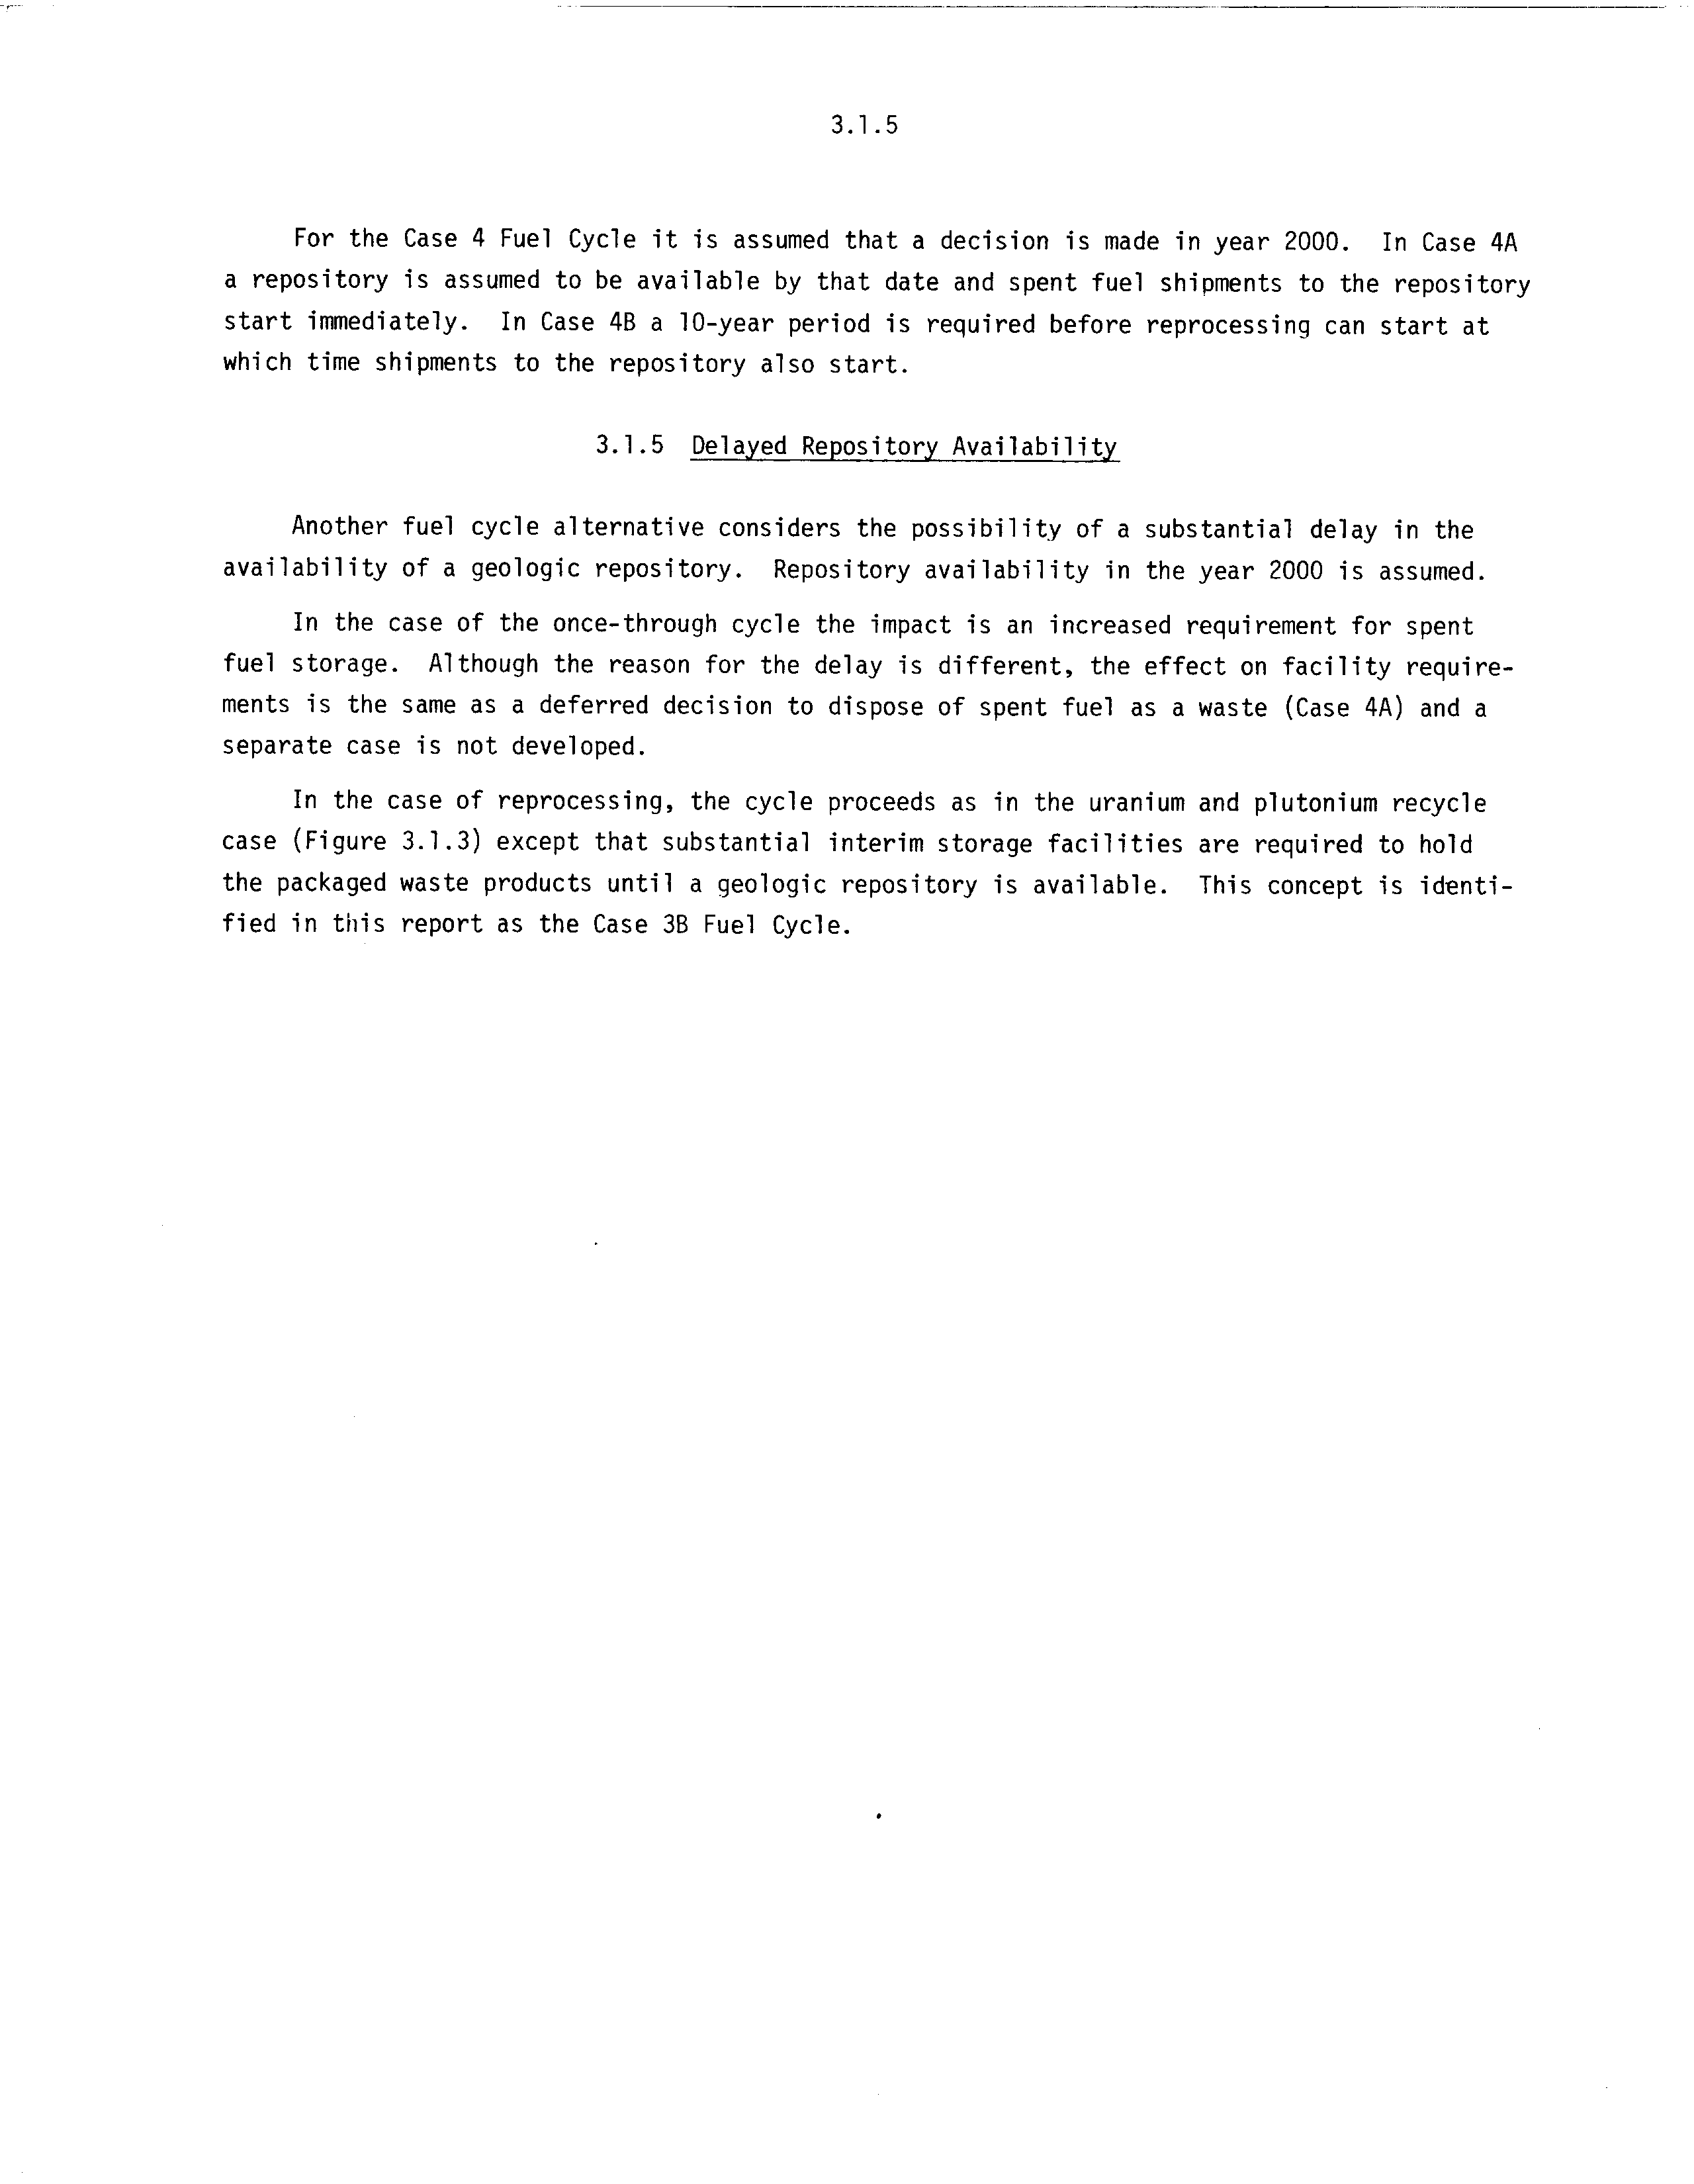 3.1.5
For the Case 4 Fuel Cycle it is assumed that a decision is made in year 2000. In Case 4A
a repository is assumed to be available by that date and spent fuel shipments to the repository
start immediately. In Case 4B a 10-year period is required before reprocessing can start at
which time shipments to the repository also start.
3.1.5 Delayed Repository Availability
Another fuel cycle alternative considers the possibility of a substantial delay in the
availability of a geologic repository. Repository availability in the year 2000 is assumed.
In the case of the once-through cycle the impact is an increased requirement for spent
fuel storage. Although the reason for the delay is different, the effect on facility require-
ments is the same as a deferred decision to dispose of spent fuel as a waste (Case 4A) and a
separate case is not developed.
In the case of reprocessing, the cycle proceeds as in the uranium and plutonium recycle
case (Figure 3.1.3) except that substantial interim storage facilities are required to hold
the packaged waste products until a geologic repository is available. This concept is identi-
fied in this report as the Case 3B Fuel Cycle.